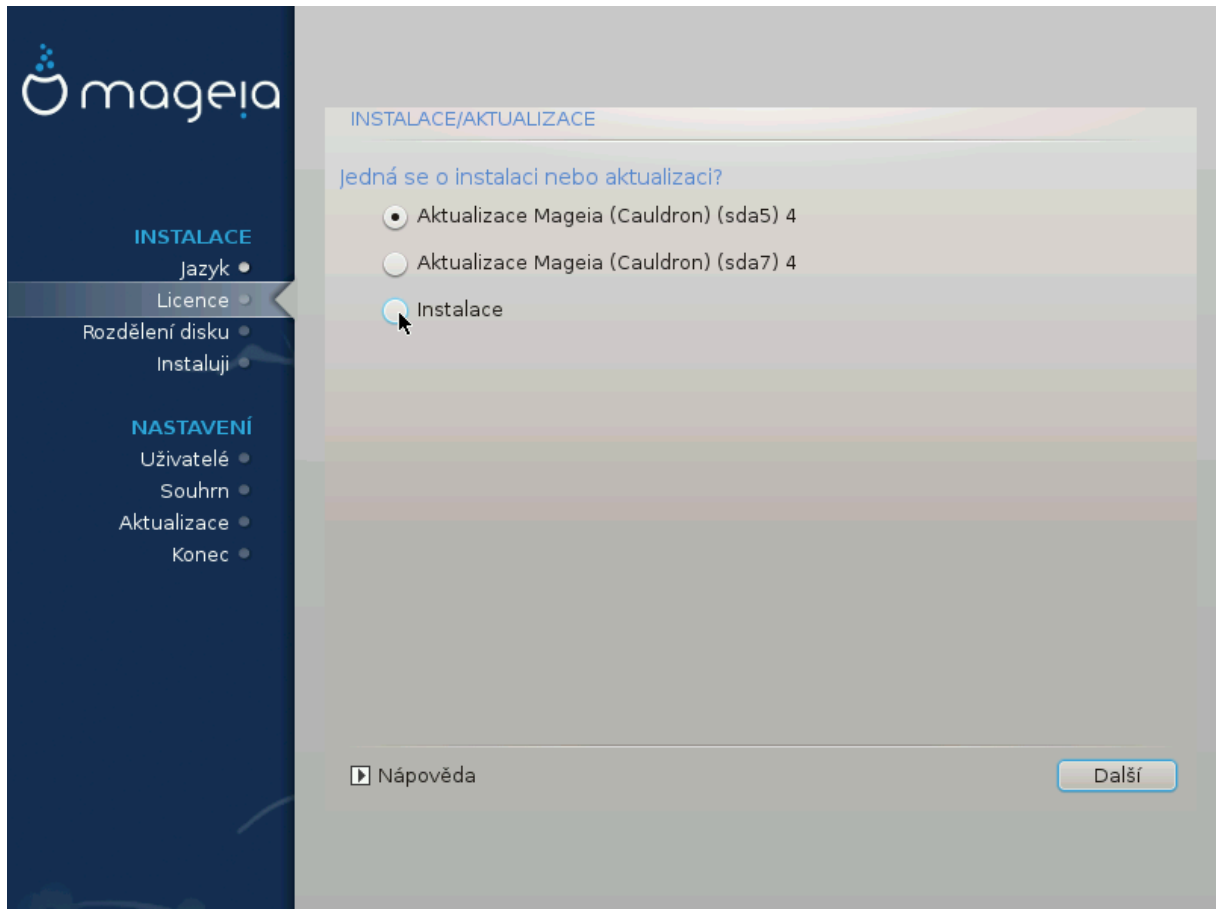 mageia
INSTALACE
Jazyk
Licence
Rozdělení disku
Instaluji
NASTAVENÍ
Uživatelé
Souhrn
Aktualizace
Konec
INSTALACE/AKTUALIZACE
Jedná se o instalaci nebo aktualizaci?
Aktualizace Mageia (Cauldron) (sda5) 4
Aktualizace Mageia (Cauldron) (sda7) 4
Instalace
Nápověda
Další